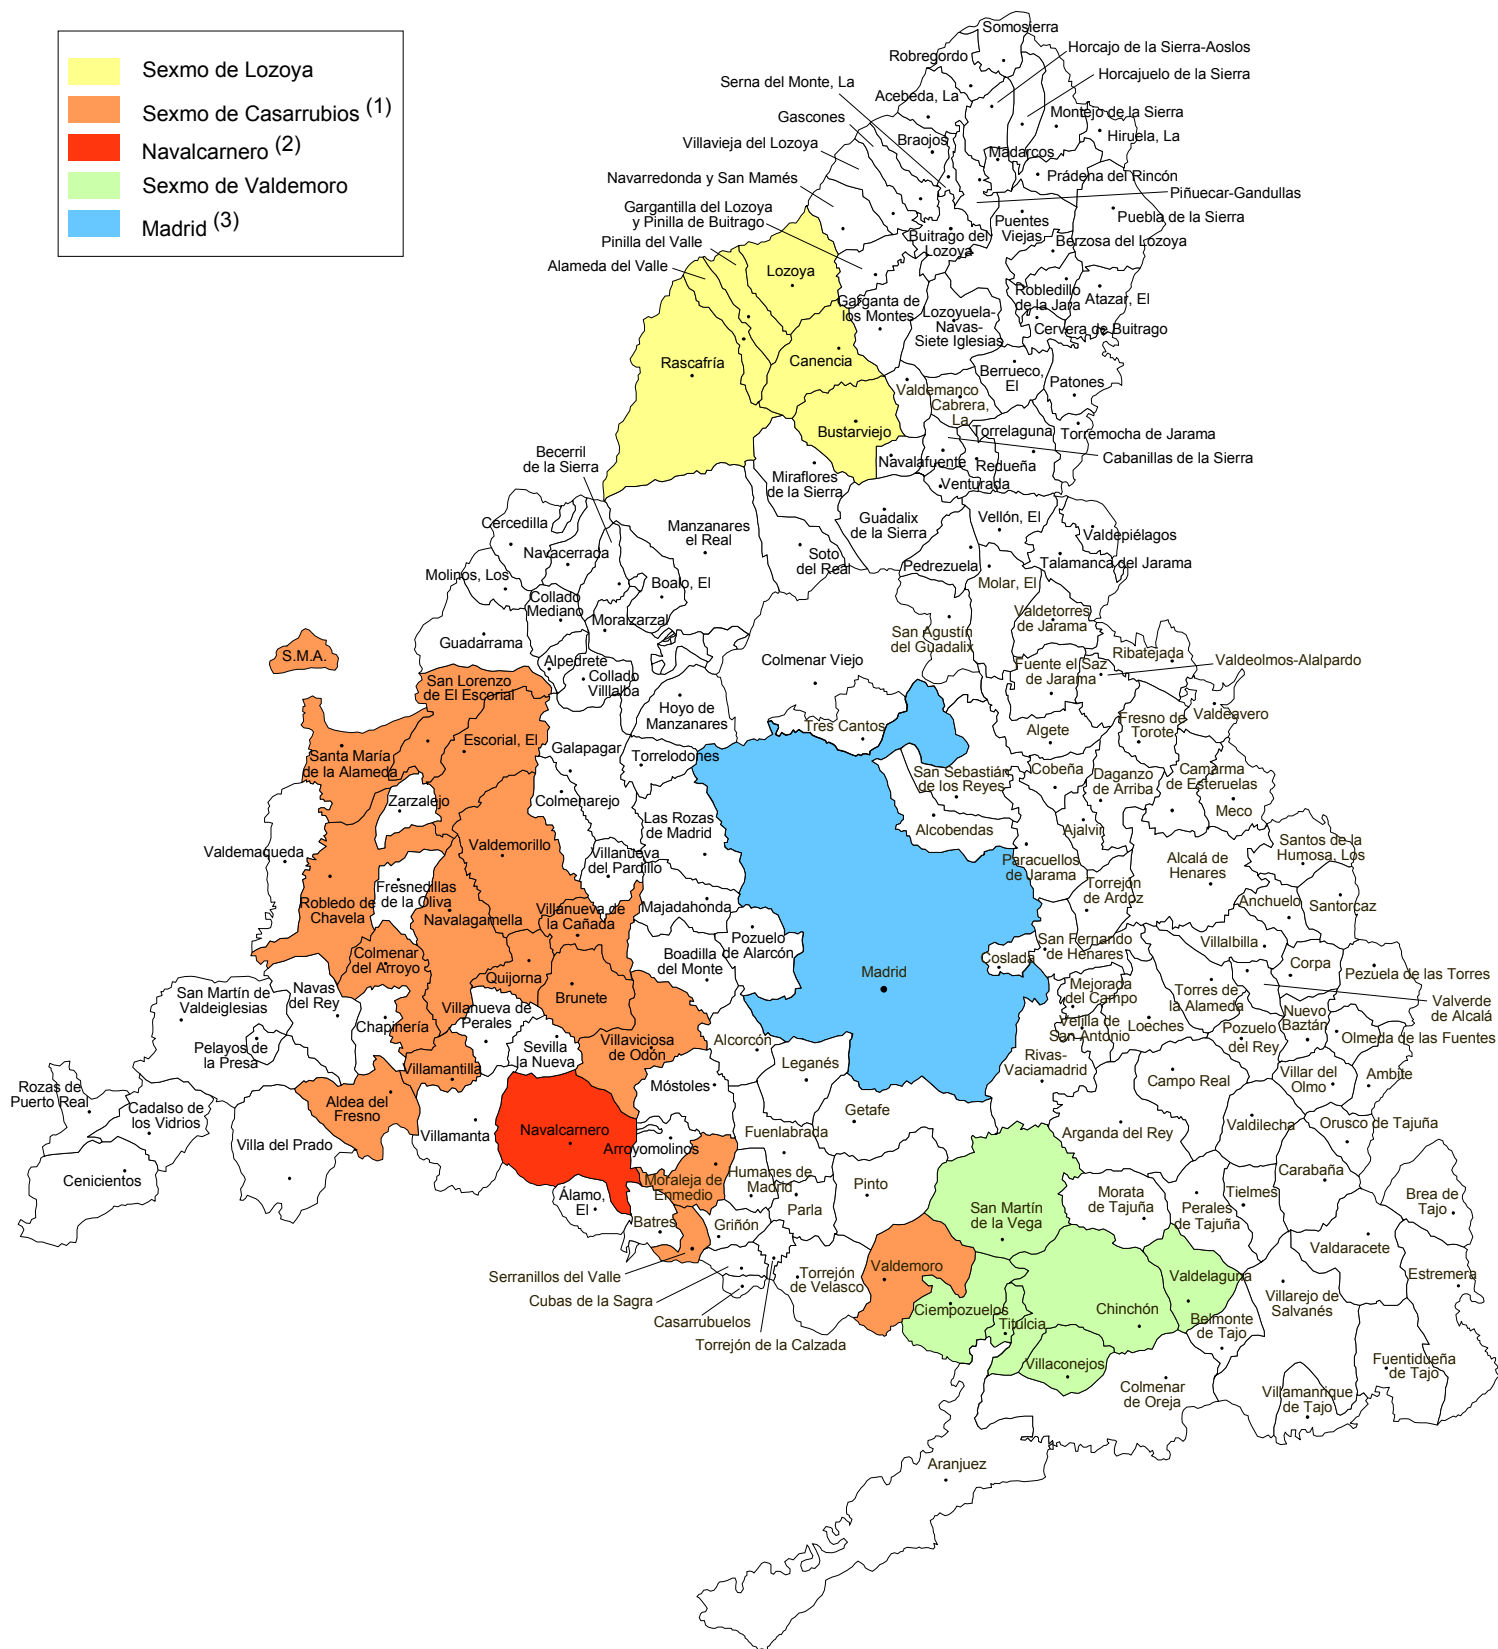 Sexmo de Lozoya
Sexmo de Casarrubios (1)
Navalcarnero (2)
Sexmo de Valdemoro
Madrid (3)
Somosierra
Robregordo
Horcajo de la Sierra-Aoslos
Serna del Monte, La
Horcajuelo de la Sierra
Acebeda, La
Gascones
Montejo de la Sierra
Villavieja del Lozoya
Braojos
Hiruela, La
Madarcos
Navarredonda y San Mamés
Prádena del Rincón
Piñuecar-Gandullas
Gargantilla del Lozoya
y Pinilla de Buitrago
Puebla de la Sierra
Puentes
Viejas
Pinilla del Valle
Buitrago del
Lozoya
Berzosa del Lozoya
Alameda del Valle
Lozoya
Robledillo
de la Jara
Atazar, El
Garganta de
los Montes
Lozoyuela-
Navas-
Siete Iglesias
Cervera de Buitrago
Rascafría
Canencia
Berrueco,
El
Patones
Valdemanco
Cabrera,
La
Bustarviejo
Torrelaguna
Torremocha de Jarama
Becerril
de la Sierra
Navalafuente
Redueña
Cabanillas de la Sierra
Miraflores
de la Sierra
Venturada
Cercedilla
Manzanares
el Real
Guadalix
de la Sierra
Vellón, El
Valdepiélagos
Navacerrada
Soto
del Real
Pedrezuela
Talamanca del Jarama
Molinos, Los
Boalo, El
Molar, El
Collado
Mediano
Moralzarzal
Valdetorres
de Jarama
Guadarrama
San Agustín
del Guadalix
S.M.A.
Alpedrete
Colmenar Viejo
Ribatejada
Valdeolmos-Alalpardo
Collado
Villlalba
Fuente el Saz
de Jarama
San Lorenzo
de El Escorial
Hoyo de
Manzanares
Valdeavero
Tres Cantos
Algete
Fresno de
Torote
Escorial, El
Santa María
de la Alameda
Galapagar
Torrelodones
San Sebastián
de los Reyes
Cobeña
Daganzo
de Arriba
Camarma
de Esteruelas
Zarzalejo
Colmenarejo
Meco
Las Rozas
de Madrid
Alcobendas
Ajalvir
Valdemaqueda
Valdemorillo
Villanueva
del Pardillo
Paracuellos
de Jarama
Alcalá de
Henares
Santos de la
Humosa, Los
Fresnedillas
de la Oliva
Torrejón
de Ardoz
Robledo de
Chavela
Navalagamella
Villanueva de
la Cañada
Majadahonda
Anchuelo
Santorcaz
Pozuelo
de Alarcón
San Fernando
de Henares
Villalbilla
Colmenar
del Arroyo
Boadilla
del Monte
Coslada
Corpa
Pezuela de las Torres
Quijorna
Madrid
Navas
del Rey
San Martín de
Valdeiglesias
Brunete
Mejorada
del Campo
Torres de
la Alameda
Valverde
de Alcalá
Villanueva de
Perales
Nuevo
Baztán
Chapinería
Velilla de
San Antonio
Loeches
Pozuelo
del Rey
Olmeda de las Fuentes
Pelayos de
la Presa
Sevilla
la Nueva
Villaviciosa
de Odón
Alcorcón
Leganés
Rivas-
Vaciamadrid
Villamantilla
Villar del
Olmo
Ambite
Rozas de
Puerto Real
Móstoles
Campo Real
Aldea del
Fresno
Cadalso de
los Vidrios
Getafe
Valdilecha
Orusco de Tajuña
Villamanta
Navalcarnero
Fuenlabrada
Arganda del Rey
Villa del Prado
Arroyomolinos
Carabaña
Cenicientos
Moraleja de
Enmedio
Humanes de
Madrid
Pinto
Morata
de Tajuña
Tielmes
Brea de
Tajo
Álamo,
El
Parla
San Martín
de la Vega
Perales
de Tajuña
Batres
Griñón
Valdaracete
Serranillos del Valle
Torrejón
de Velasco
Valdemoro
Valdelaguna
Estremera
Cubas de la Sagra
Ciempozuelos
Chinchón
Villarejo de
Salvanés
Casarrubuelos
Titulcia
Belmonte
de Tajo
Torrejón de la Calzada
Villaconejos
Fuentidueña
de Tajo
Colmenar
de Oreja
Villamanrique
de Tajo
Aranjuez